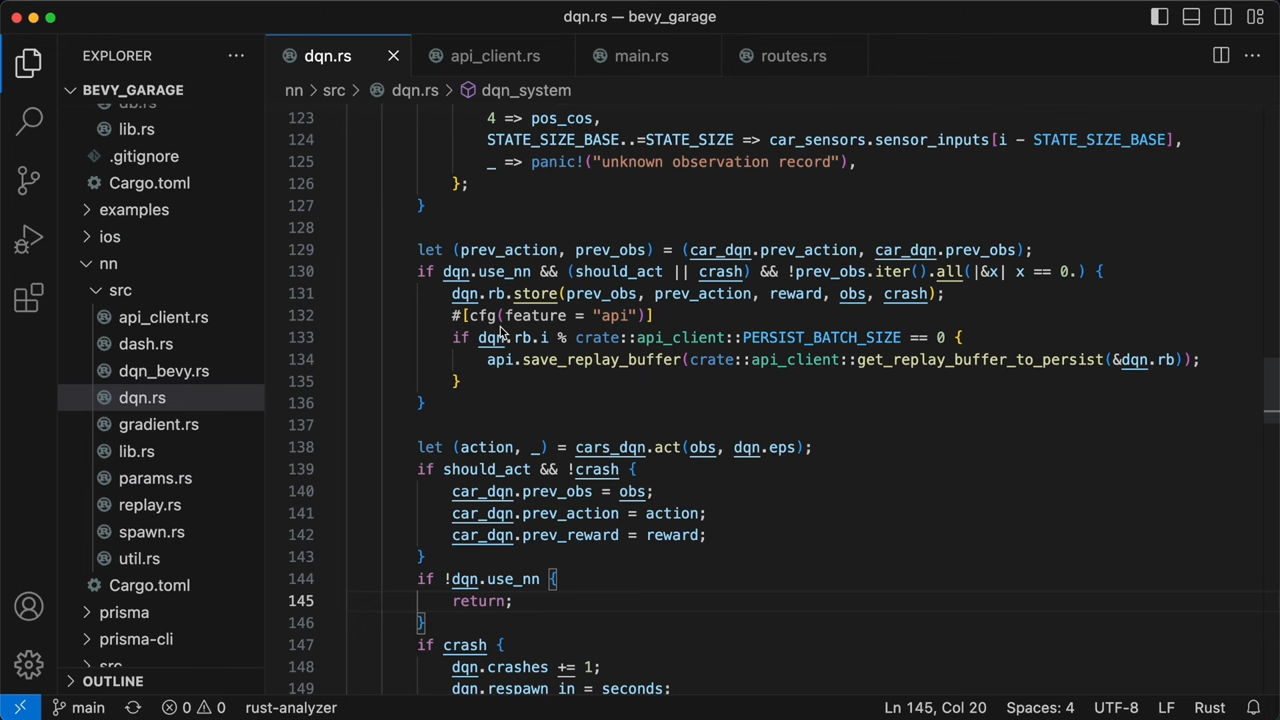 dqn.rs — bevy_garage
EXPLORER
dqn.rs
api_client.rs
main.rs
routes.rs
BEVY_GARAGE
nn > src > dqn.rs > dqn_system
db.rs
lib.rs
.gitignore
Cargo.toml
examples
ios
nn
src
api_client.rs
dash.rs
dqn_bevy.rs
dqn.rs
gradient.rs
lib.rs
params.rs
replay.rs
spawn.rs
util.rs
Cargo.toml
prisma
prisma-cli
src
OUTLINE
123 4 => pos_cos,
124 STATE_SIZE_BASE..=STATE_SIZE => car_sensors.sensor_inputs[i - STATE_SIZE_BASE],
125 _ => panic!("unknown observation record"),
126 };
127 }
128
129 let (prev_action, prev_obs) = (car_dqn.prev_action, car_dqn.prev_obs);
130 if dqn.use_nn && (should_act || crash) && !prev_obs.iter().all(|&x| x == 0.) {
131 dqn.rb.store(prev_obs, prev_action, reward, obs, crash);
132 #[cfg(feature = "api")]
133 if dqn.rb.i % crate::api_client::PERSIST_BATCH_SIZE == 0 {
134 api.save_replay_buffer(crate::api_client::get_replay_buffer_to_persist(&dqn.rb));
135 }
136 }
137
138 let (action, _) = cars_dqn.act(obs, dqn.eps);
139 if should_act && !crash {
140 car_dqn.prev_obs = obs;
141 car_dqn.prev_action = action;
142 car_dqn.prev_reward = reward;
143 }
144 if !dqn.use_nn {
145 return;
146 }
147 if crash {
148 dqn.crashes += 1;
149 dqn.respawn_in = seconds;
main
0 0
rust-analyzer
Ln 145, Col 20
Spaces: 4
UTF-8
LF
Rust